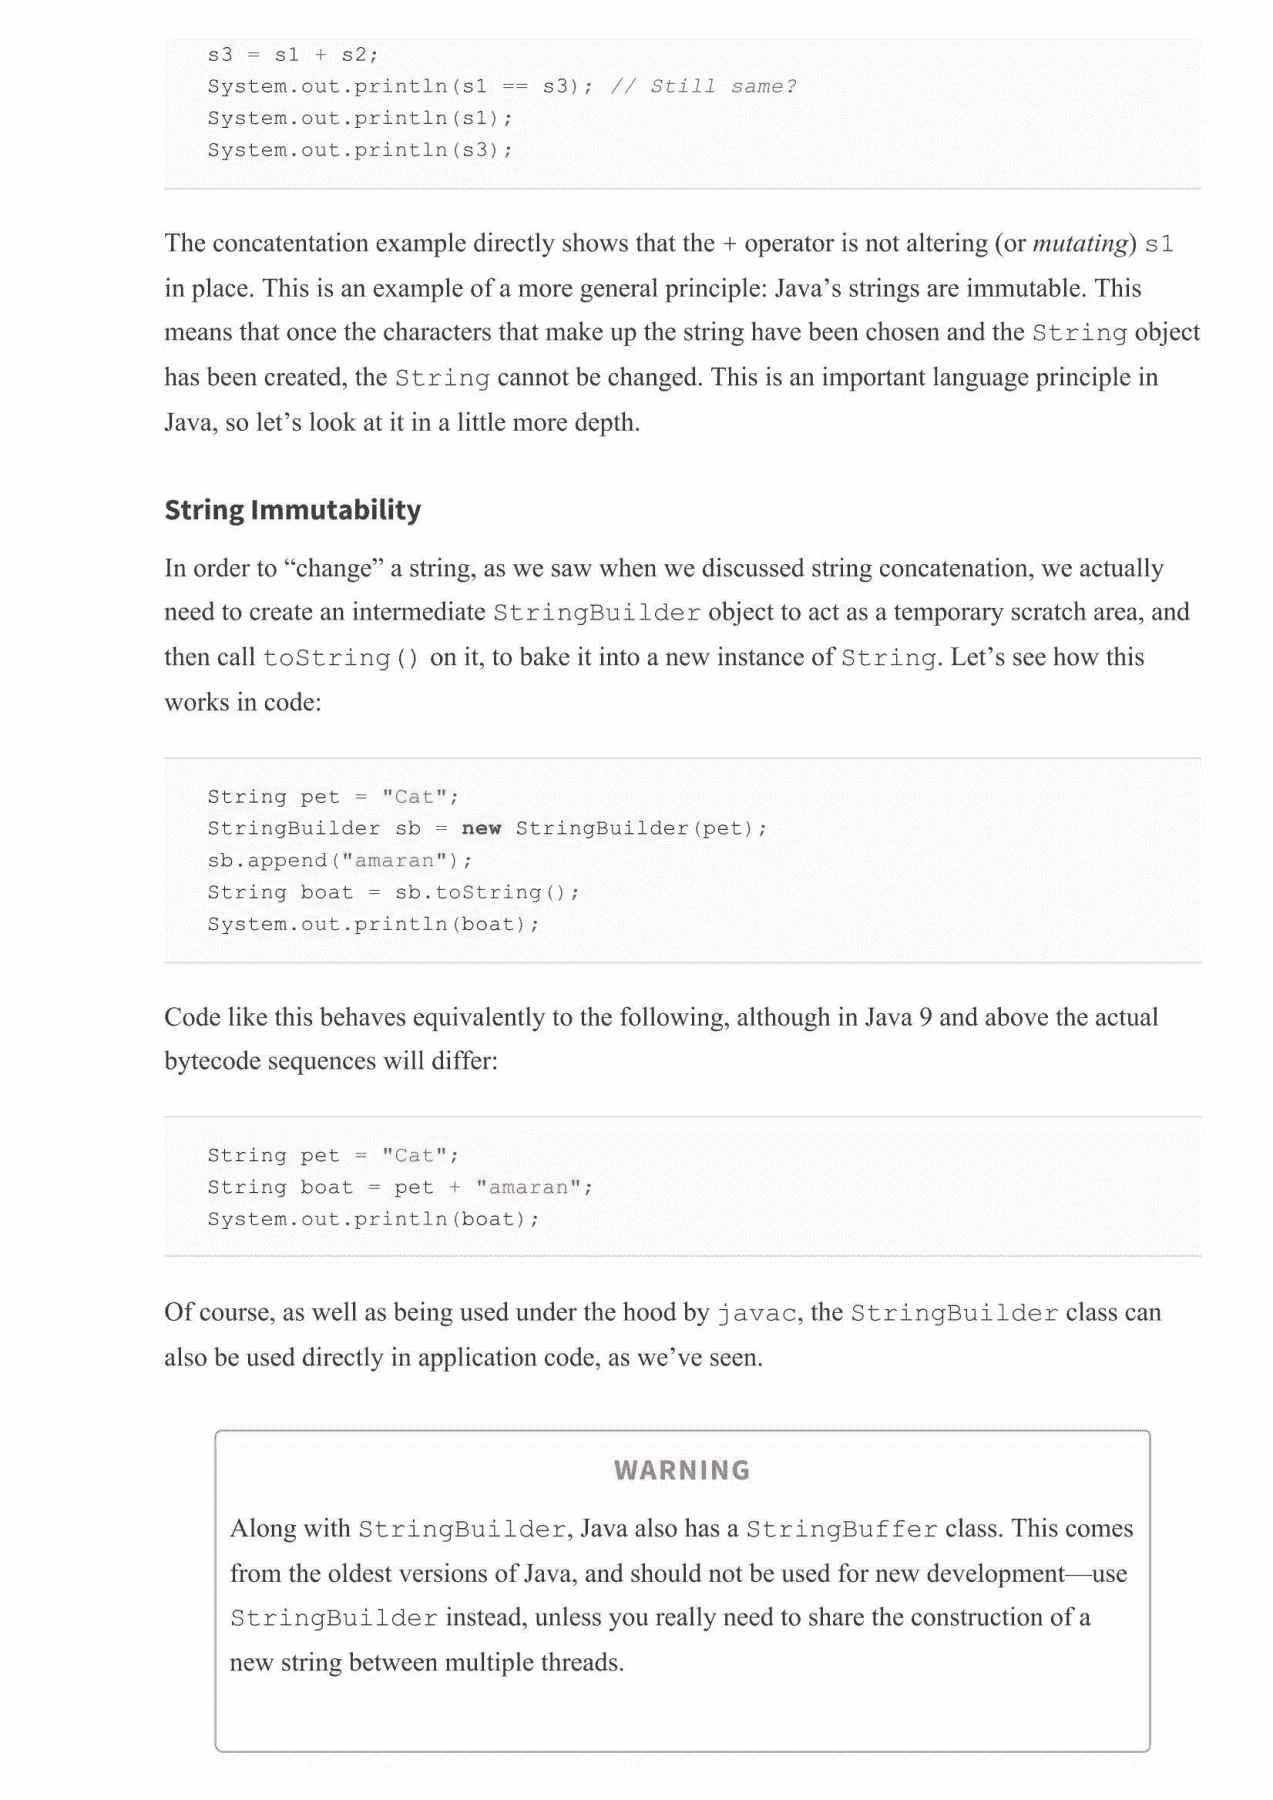 s3 = s1 + s2;
System.out.println(s1 == s3); // Still same?
System.out.println(s1);
System.out.println(s3);
The concatentation example directly shows that the + operator is not altering (or mutating) s1
in place. This is an example of a more general principle: Java’s strings are immutable. This
means that once the characters that make up the string have been chosen and the String object
has been created, the String cannot be changed. This is an important language principle in
Java, so let’s look at it in a little more depth.
String Immutability
In order to “change” a string, as we saw when we discussed string concatenation, we actually
need to create an intermediate StringBuilder object to act as a temporary scratch area, and
then call toString() on it, to bake it into a new instance of String. Let’s see how this
works in code:
String pet = "Cat";
StringBuilder sb = new StringBuilder(pet);
sb.append("amaran");
String boat = sb.toString();
System.out.println(boat);
Code like this behaves equivalently to the following, although in Java 9 and above the actual
bytecode sequences will differ:
String pet = "Cat";
String boat = pet + "amaran";
System.out.println(boat);
Of course, as well as being used under the hood by javac, the StringBuilder class can
also be used directly in application code, as we’ve seen.
WARNING
Along with StringBuilder, Java also has a StringBuffer class. This comes
from the oldest versions of Java, and should not be used for new development—use
StringBuilder instead, unless you really need to share the construction of a
new string between multiple threads.